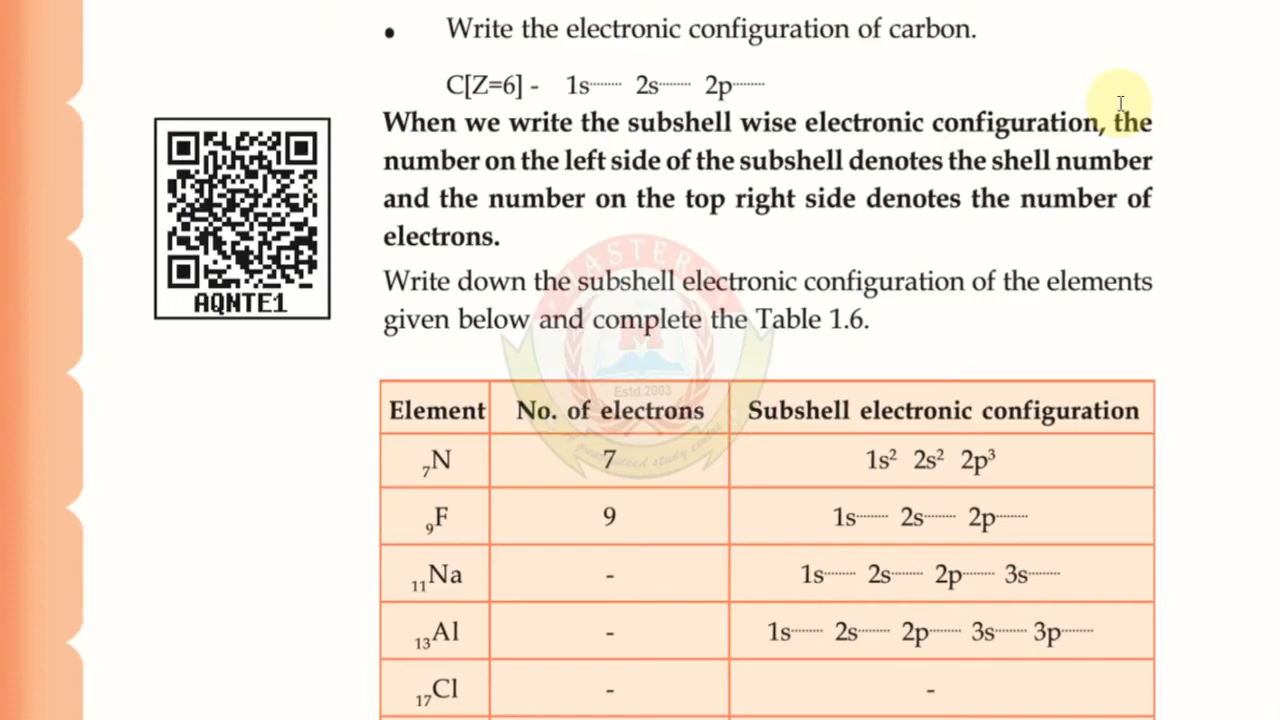 • Write the electronic configuration of carbon.
C[Z=6] - 1s........ 2s........ 2p........
When we write the subshell wise electronic configuration, the
number on the left side of the subshell denotes the shell number
and the number on the top right side denotes the number of
electrons.
AQNTE1
Write down the subshell electronic configuration of the elements
given below and complete the Table 1.6.
MASTER
Estd.2003
Element No. of electrons Subshell electronic configuration
₇N 7 1s² 2s² 2p³
₉F 9 1s........ 2s........ 2p........
₁₁Na - 1s........ 2s........ 2p........ 3s........
₁₃Al - 1s........ 2s........ 2p........ 3s........ 3p........
₁₇Cl - -